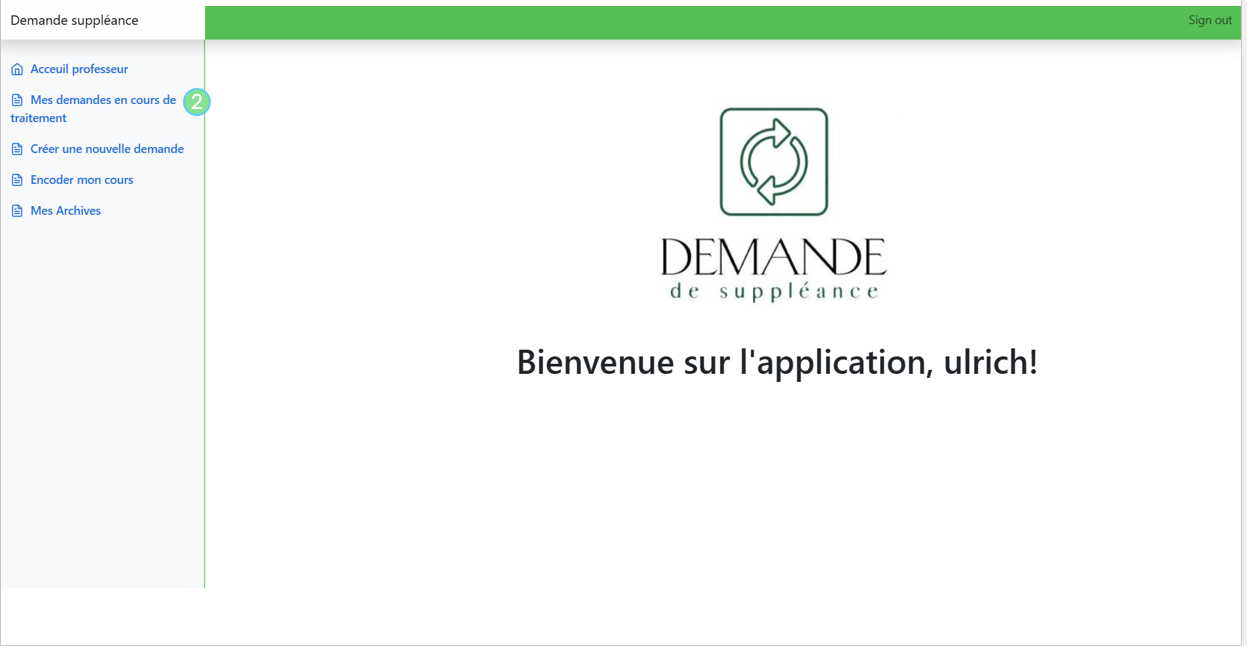 Demande suppléance
Sign out
Acceuil professeur
Mes demandes en cours de
traitement
2
Créer une nouvelle demande
Encoder mon cours
Mes Archives
DEMANDE
de suppléance
Bienvenue sur l'application, ulrich!